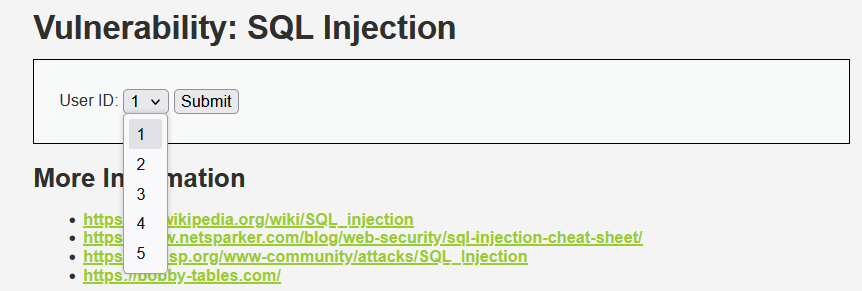 Vulnerability: SQL Injection
User ID: 1 Submit
1
2
3
4
5
More In mation
https wikipedia.org/wiki/SQL_injection
https w.netsparker.com/blog/web-security/sql-injection-cheat-sheet/
https sp.org/www-community/attacks/SQL_Injection
https://bobby-tables.com/